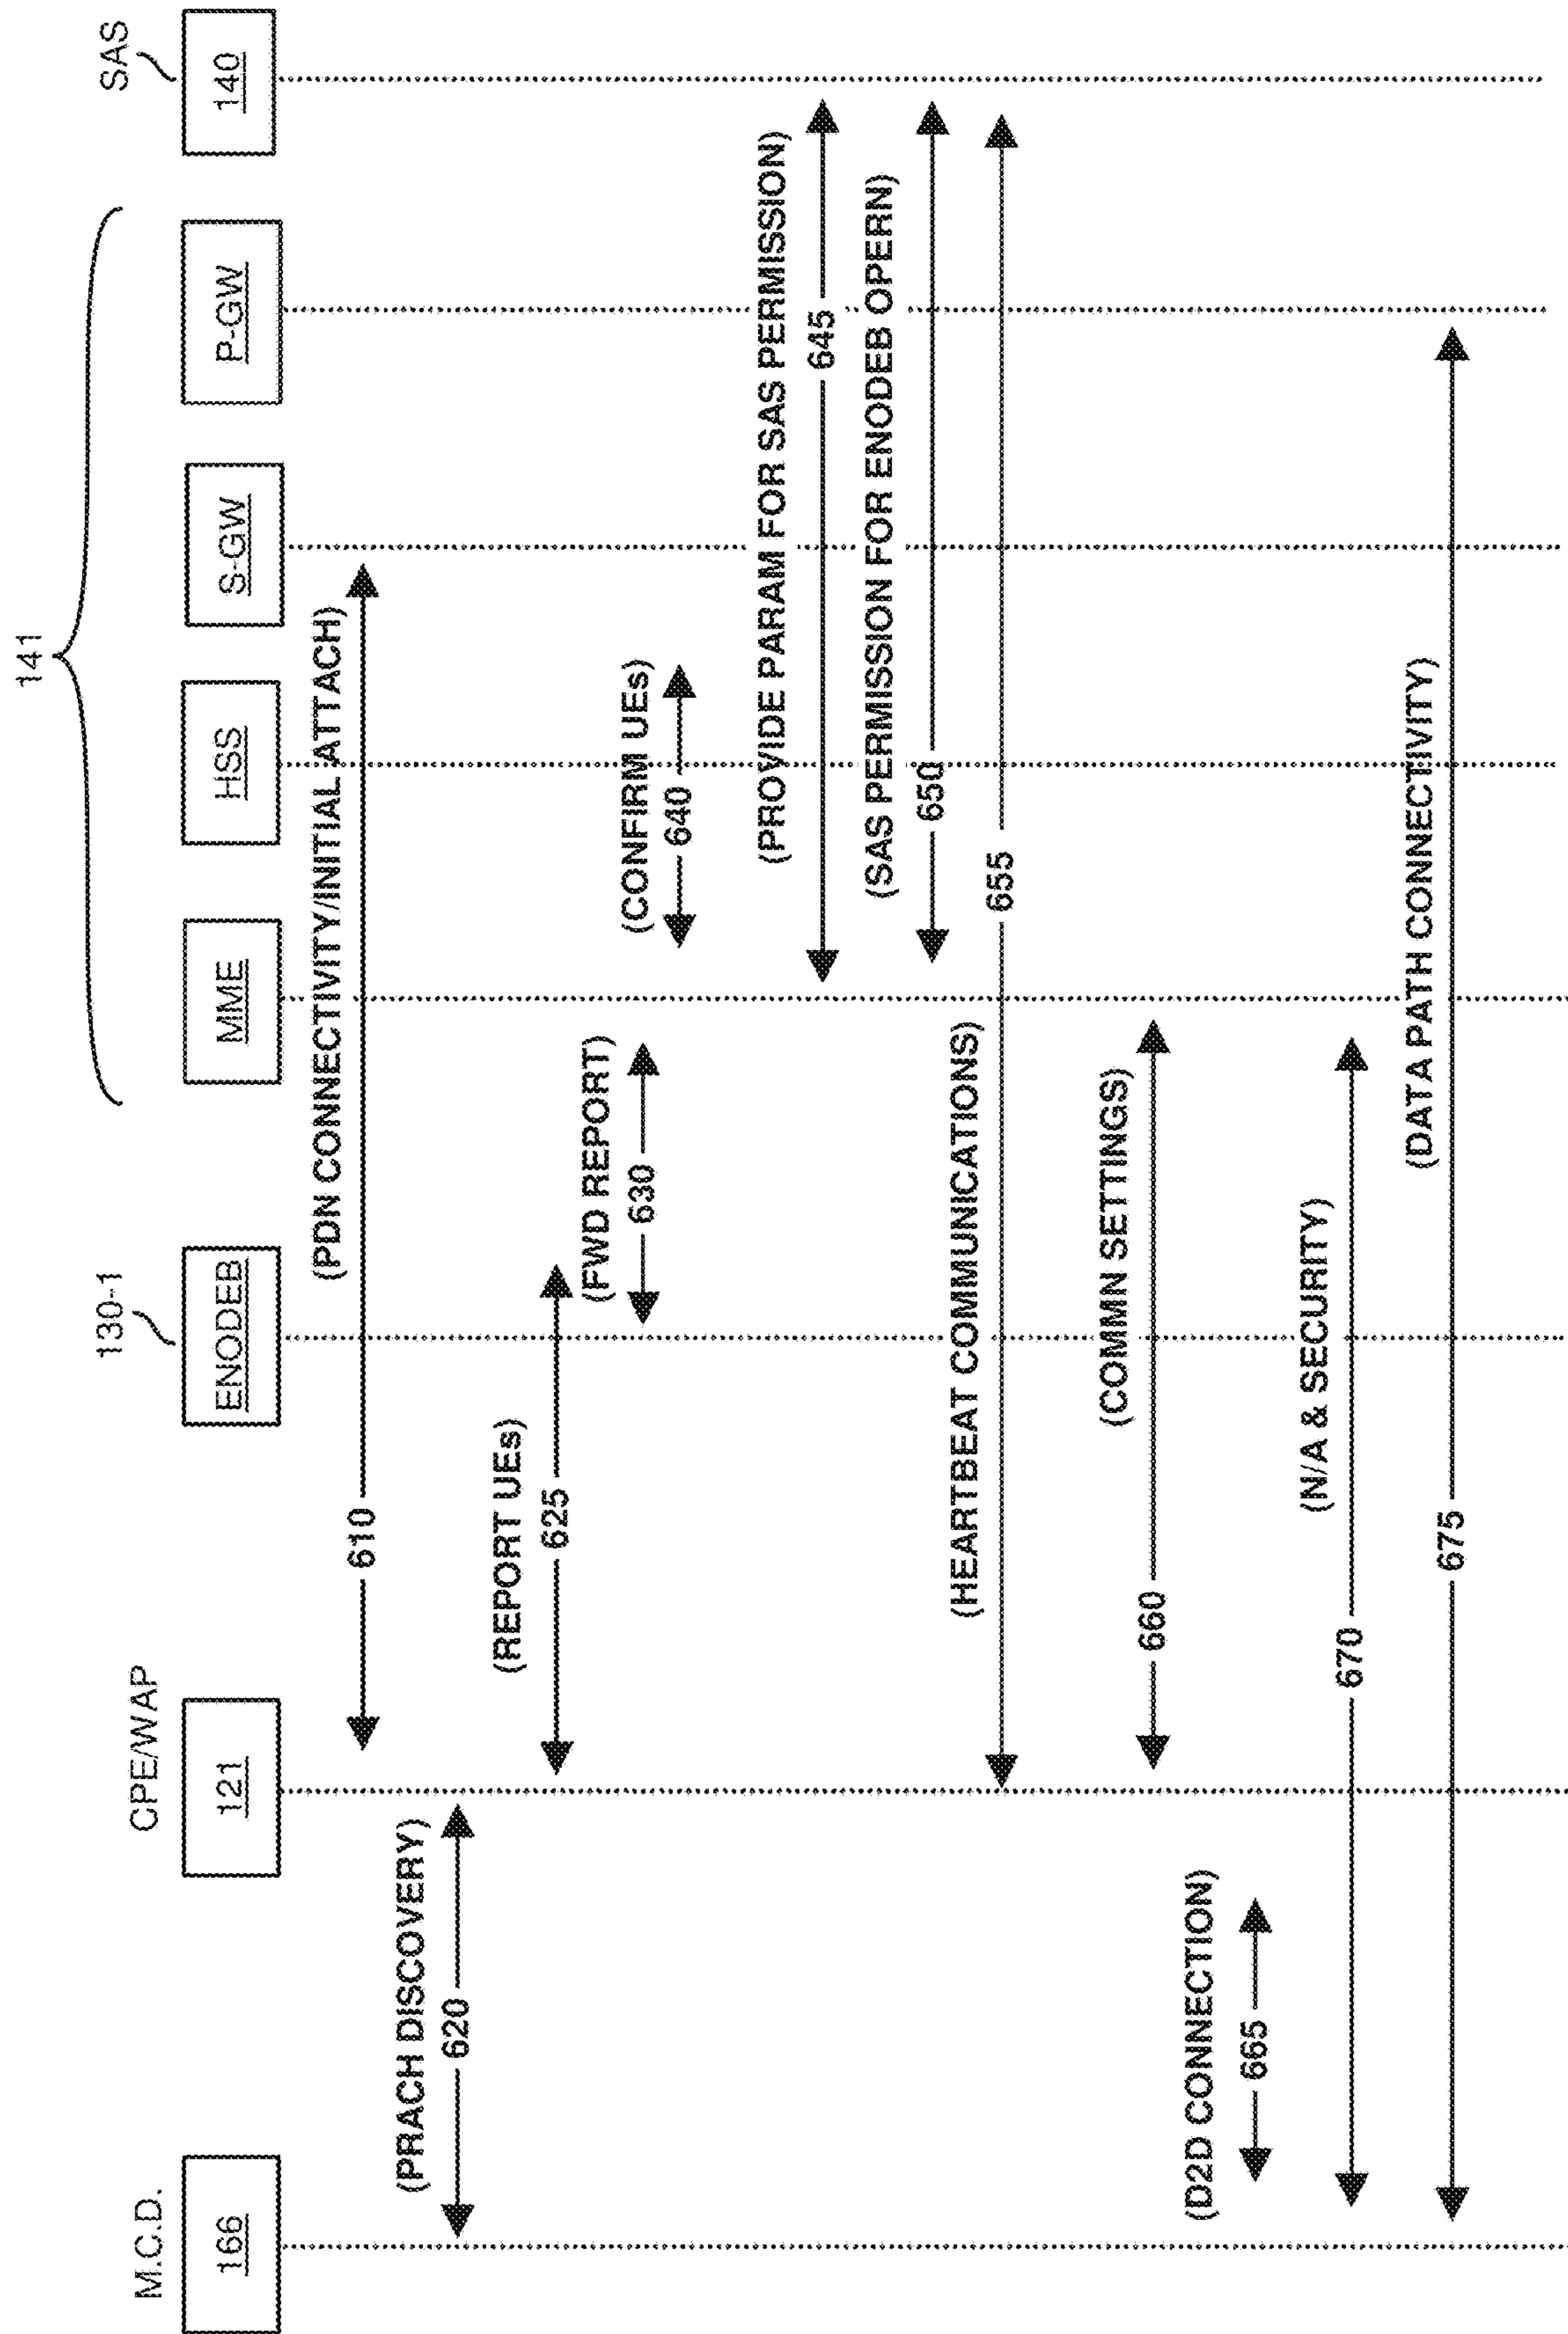 141
M.C.D.
166
CPE/WAP
121
130-1
ENODEB
MME
HSS
S-GW
P-GW
SAS
140
(PDN CONNECTIVITY/INITIAL ATTACH)
610
(PRACH DISCOVERY)
620
(REPORT UEs)
625
(FWD REPORT)
630
(CONFIRM UEs)
640
(PROVIDE PARAM FOR SAS PERMISSION)
645
(SAS PERMISSION FOR ENODEB OPERN)
650
(HEARTBEAT COMMUNICATIONS)
655
(COMMN SETTINGS)
660
(D2D CONNECTION)
665
(N/A & SECURITY)
670
(DATA PATH CONNECTIVITY)
675